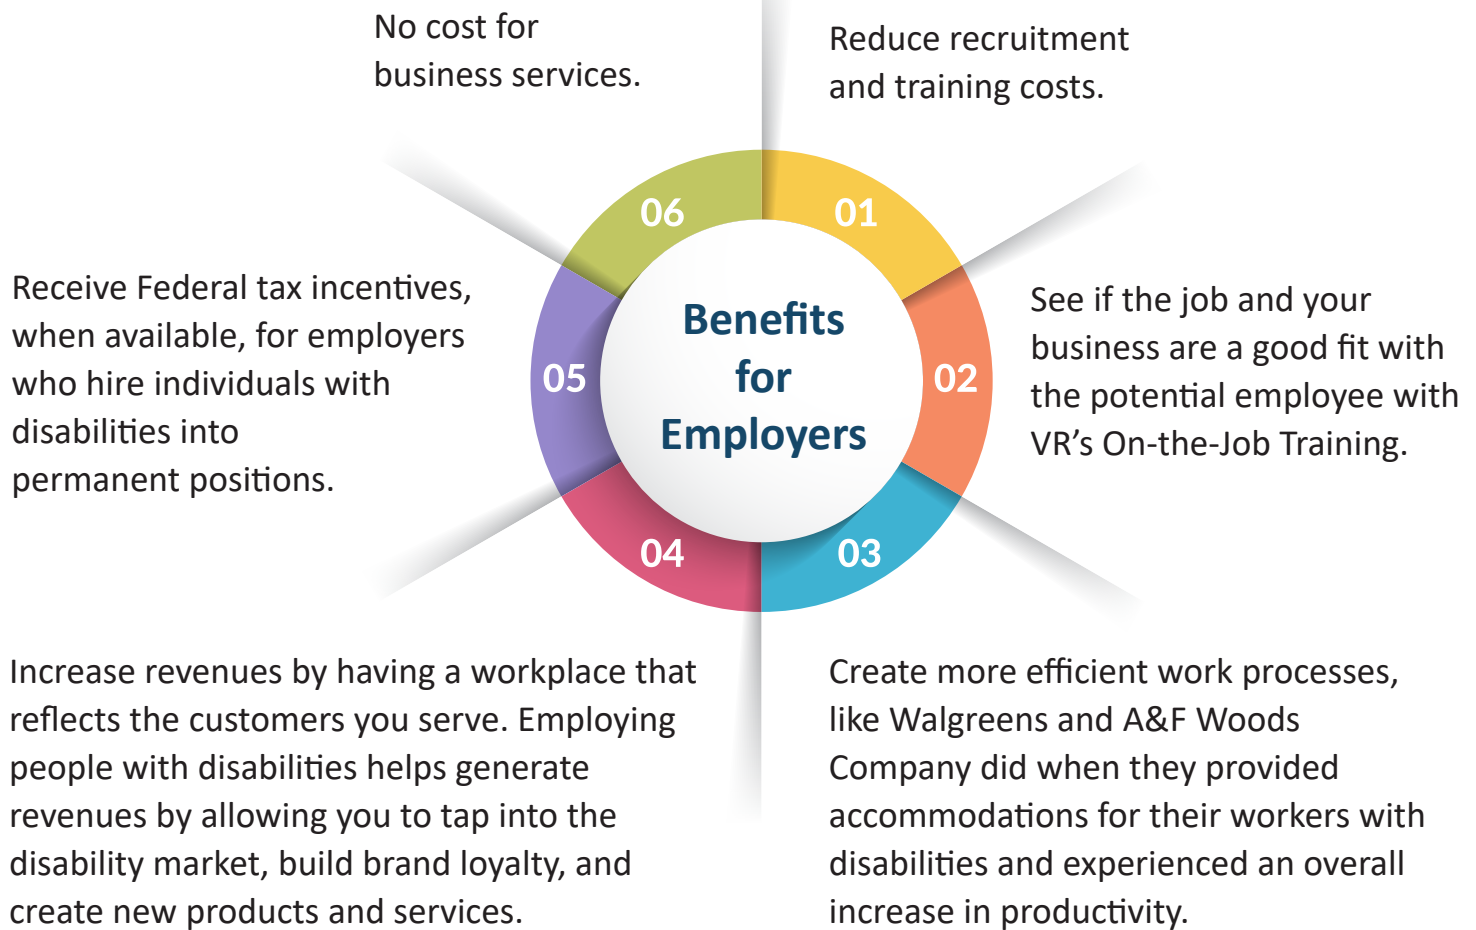 No cost for
business services.
Reduce recruitment
and training costs.
06
01
Receive Federal tax incentives,
when available, for employers
who hire individuals with
disabilities into
permanent positions.
05
Benefits
for
Employers
02
See if the job and your
business are a good fit with
the potential employee with
VR’s On-the-Job Training.
04
03
Increase revenues by having a workplace that
reflects the customers you serve. Employing
people with disabilities helps generate
revenues by allowing you to tap into the
disability market, build brand loyalty, and
create new products and services.
Create more efficient work processes,
like Walgreens and A&F Woods
Company did when they provided
accommodations for their workers with
disabilities and experienced an overall
increase in productivity.